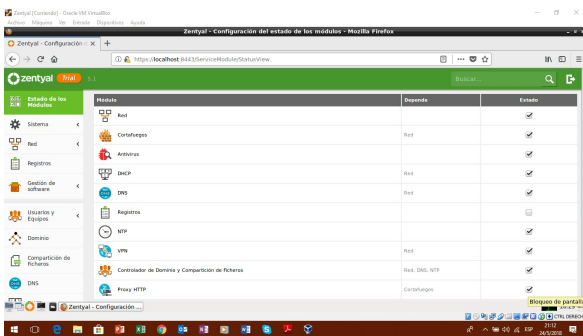 Zentyal [Corriendo] - Oracle VM VirtualBox
Archivo Máquina Ver Entrada Dispositivos Ayuda
Zentyal - Configuración del estado de los módulos - Mozilla Firefox
Zentyal - Configuración
https://localhost:8443/ServiceModule/StatusView
zentyal Trial 5.1
Buscar...
Estado de los Módulos
Sistema
Red
Registros
Gestión de software
Usuarios y Equipos
Dominio
Compartición de Ficheros
DNS
Módulo Depende Estado
Red
Cortafuegos Red
Antivirus
DHCP Red
DNS Red
Registros
NTP
VPN Red
Controlador de Dominio y Compartición de Ficheros Red, DNS, NTP
Proxy HTTP Cortafuegos
Bloqueo de pantalla
Zentyal - Configuración ...
CTRL DERECHA
ESP
21:12
24/5/2018